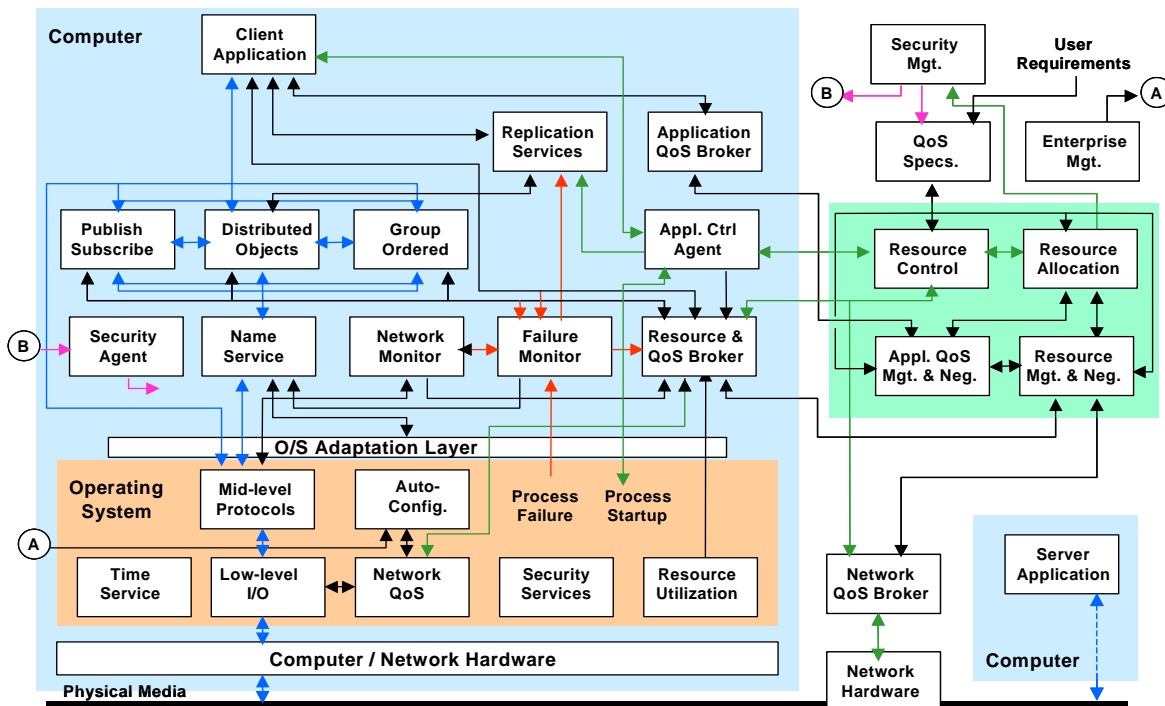 Computer
Client
Application
Security
Mgt.
User
Requirements
B
A
Replication
Services
Application
QoS Broker
QoS
Specs.
Enterprise
Mgt.
Publish
Subscribe
Distributed
Objects
Group
Ordered
Appl. Ctrl
Agent
Resource
Control
Resource
Allocation
B
Security
Agent
Name
Service
Network
Monitor
Failure
Monitor
Resource &
QoS Broker
Appl. QoS
Mgt. & Neg.
Resource
Mgt. & Neg.
O/S Adaptation Layer
Operating
System
Mid-level
Protocols
Auto-
Config.
Process
Failure
Process
Startup
A
Time
Service
Low-level
I/O
Network
QoS
Security
Services
Resource
Utilization
Network
QoS Broker
Server
Application
Computer / Network Hardware
Computer
Physical Media
Network
Hardware